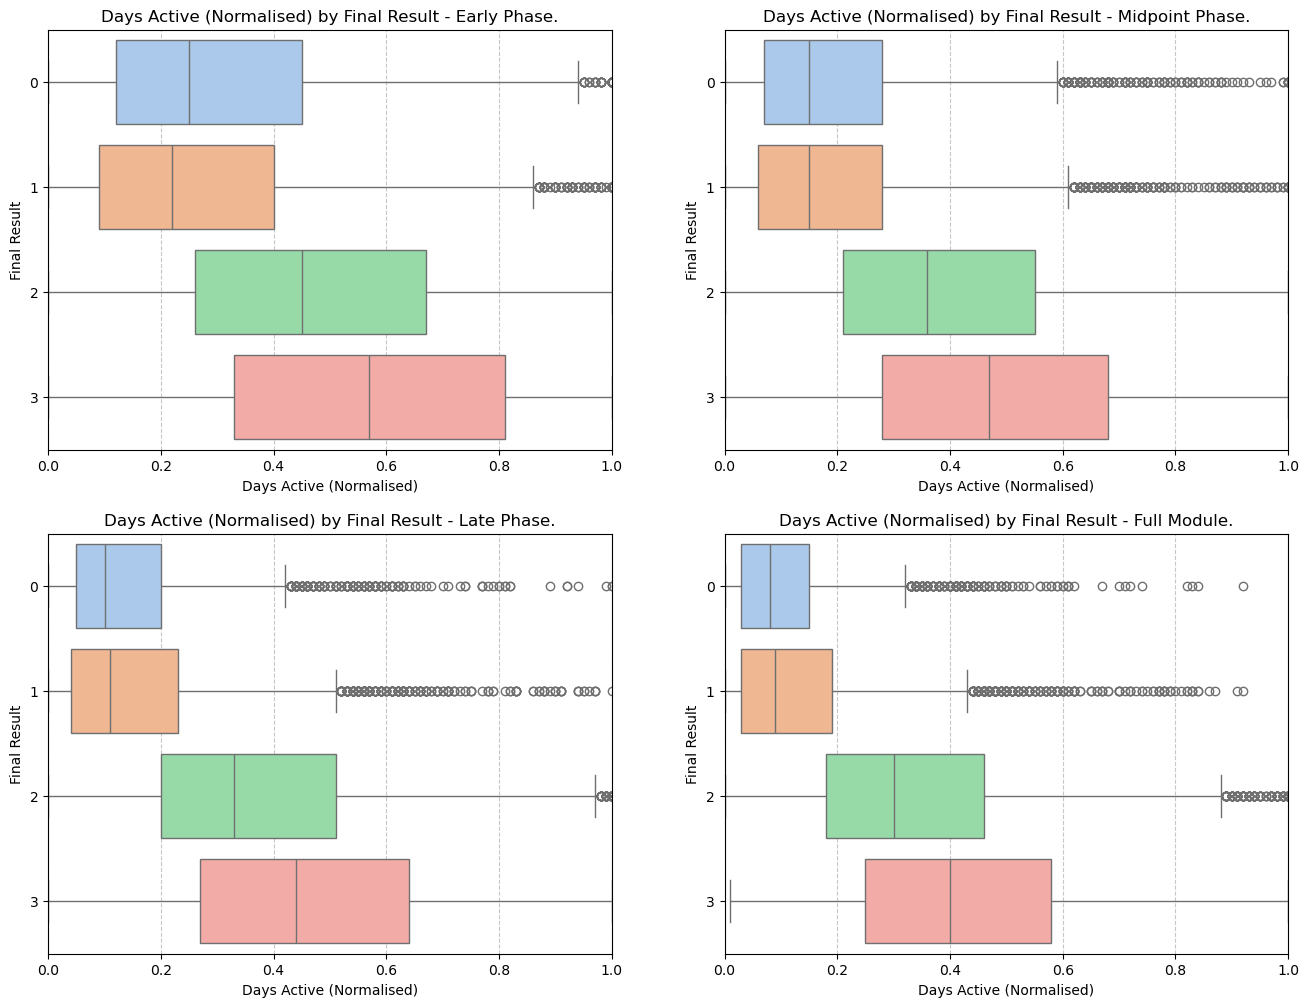 Days Active (Normalised) by Final Result - Early Phase.
Final Result
0
1
2
3
0.0 0.2 0.4 0.6 0.8 1.0
Days Active (Normalised)
Days Active (Normalised) by Final Result - Midpoint Phase.
Final Result
0
1
2
3
0.0 0.2 0.4 0.6 0.8 1.0
Days Active (Normalised)
Days Active (Normalised) by Final Result - Late Phase.
Final Result
0
1
2
3
0.0 0.2 0.4 0.6 0.8 1.0
Days Active (Normalised)
Days Active (Normalised) by Final Result - Full Module.
Final Result
0
1
2
3
0.0 0.2 0.4 0.6 0.8 1.0
Days Active (Normalised)